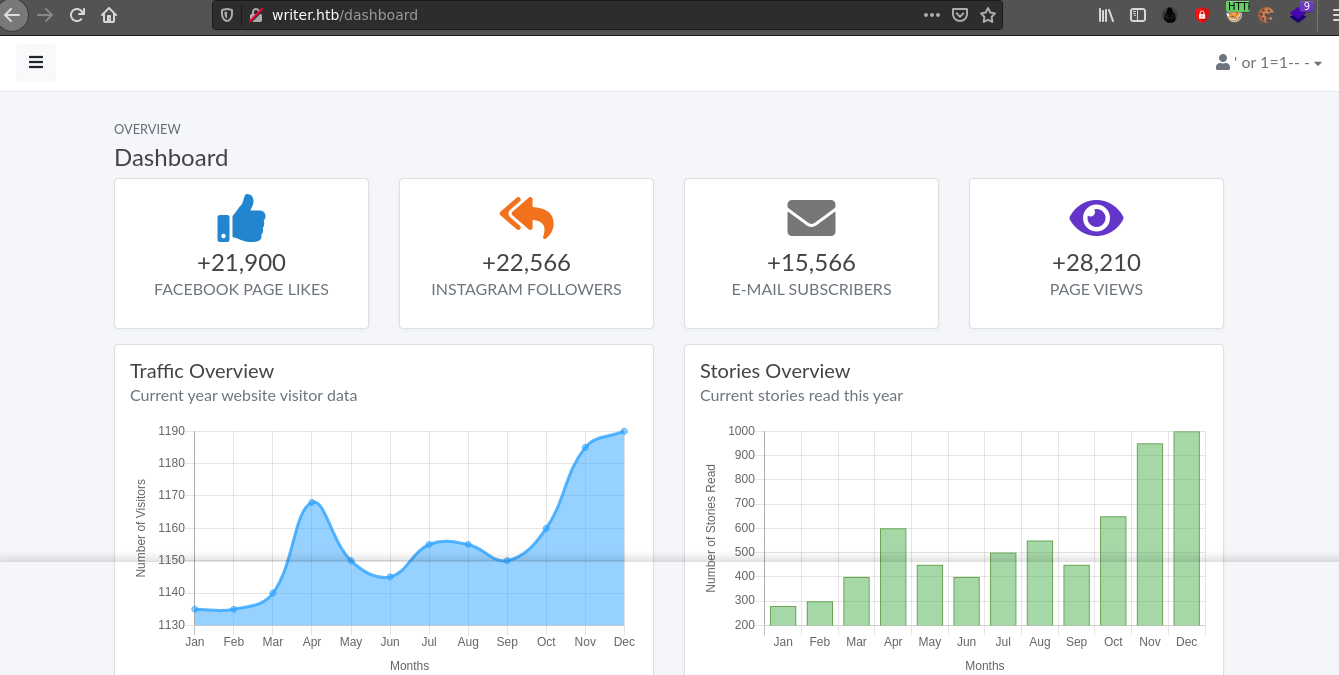 writer.htb/dashboard
HTT
9
' or 1=1-- -
OVERVIEW
Dashboard
+21,900
FACEBOOK PAGE LIKES
+22,566
INSTAGRAM FOLLOWERS
+15,566
E-MAIL SUBSCRIBERS
+28,210
PAGE VIEWS
Traffic Overview
Current year website visitor data
1190
1180
1170
1160
1150
1140
1130
Number of Visitors
Jan Feb Mar Apr May Jun Jul Aug Sep Oct Nov Dec
Months
Stories Overview
Current stories read this year
1000
900
800
700
600
500
400
300
200
Number of Stories Read
Jan Feb Mar Apr May Jun Jul Aug Sep Oct Nov Dec
Months